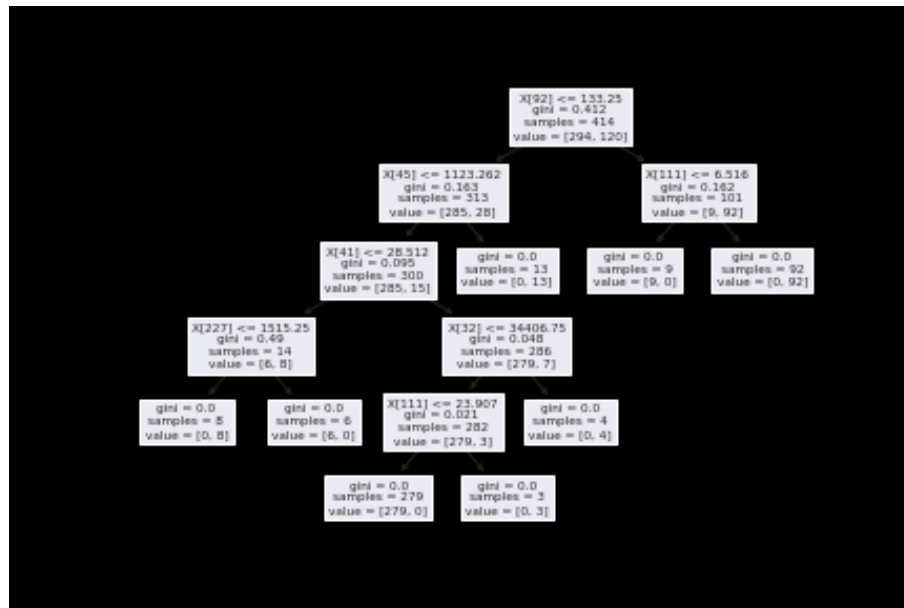 X[92] <= 133.25
gini = 0.412
samples = 414
value = [294, 120]
X[45] <= 1123.262
gini = 0.163
samples = 313
value = [285, 28]
X[111] <= 6.516
gini = 0.162
samples = 101
value = [9, 92]
X[41] <= 28.512
gini = 0.095
samples = 300
value = [285, 15]
gini = 0.0
samples = 13
value = [0, 13]
gini = 0.0
samples = 9
value = [9, 0]
gini = 0.0
samples = 92
value = [0, 92]
X[227] <= 1515.25
gini = 0.49
samples = 14
value = [6, 8]
X[32] <= 34406.75
gini = 0.048
samples = 286
value = [279, 7]
gini = 0.0
samples = 8
value = [0, 8]
gini = 0.0
samples = 6
value = [6, 0]
X[111] <= 23.907
gini = 0.021
samples = 282
value = [279, 3]
gini = 0.0
samples = 4
value = [0, 4]
gini = 0.0
samples = 279
value = [279, 0]
gini = 0.0
samples = 3
value = [0, 3]